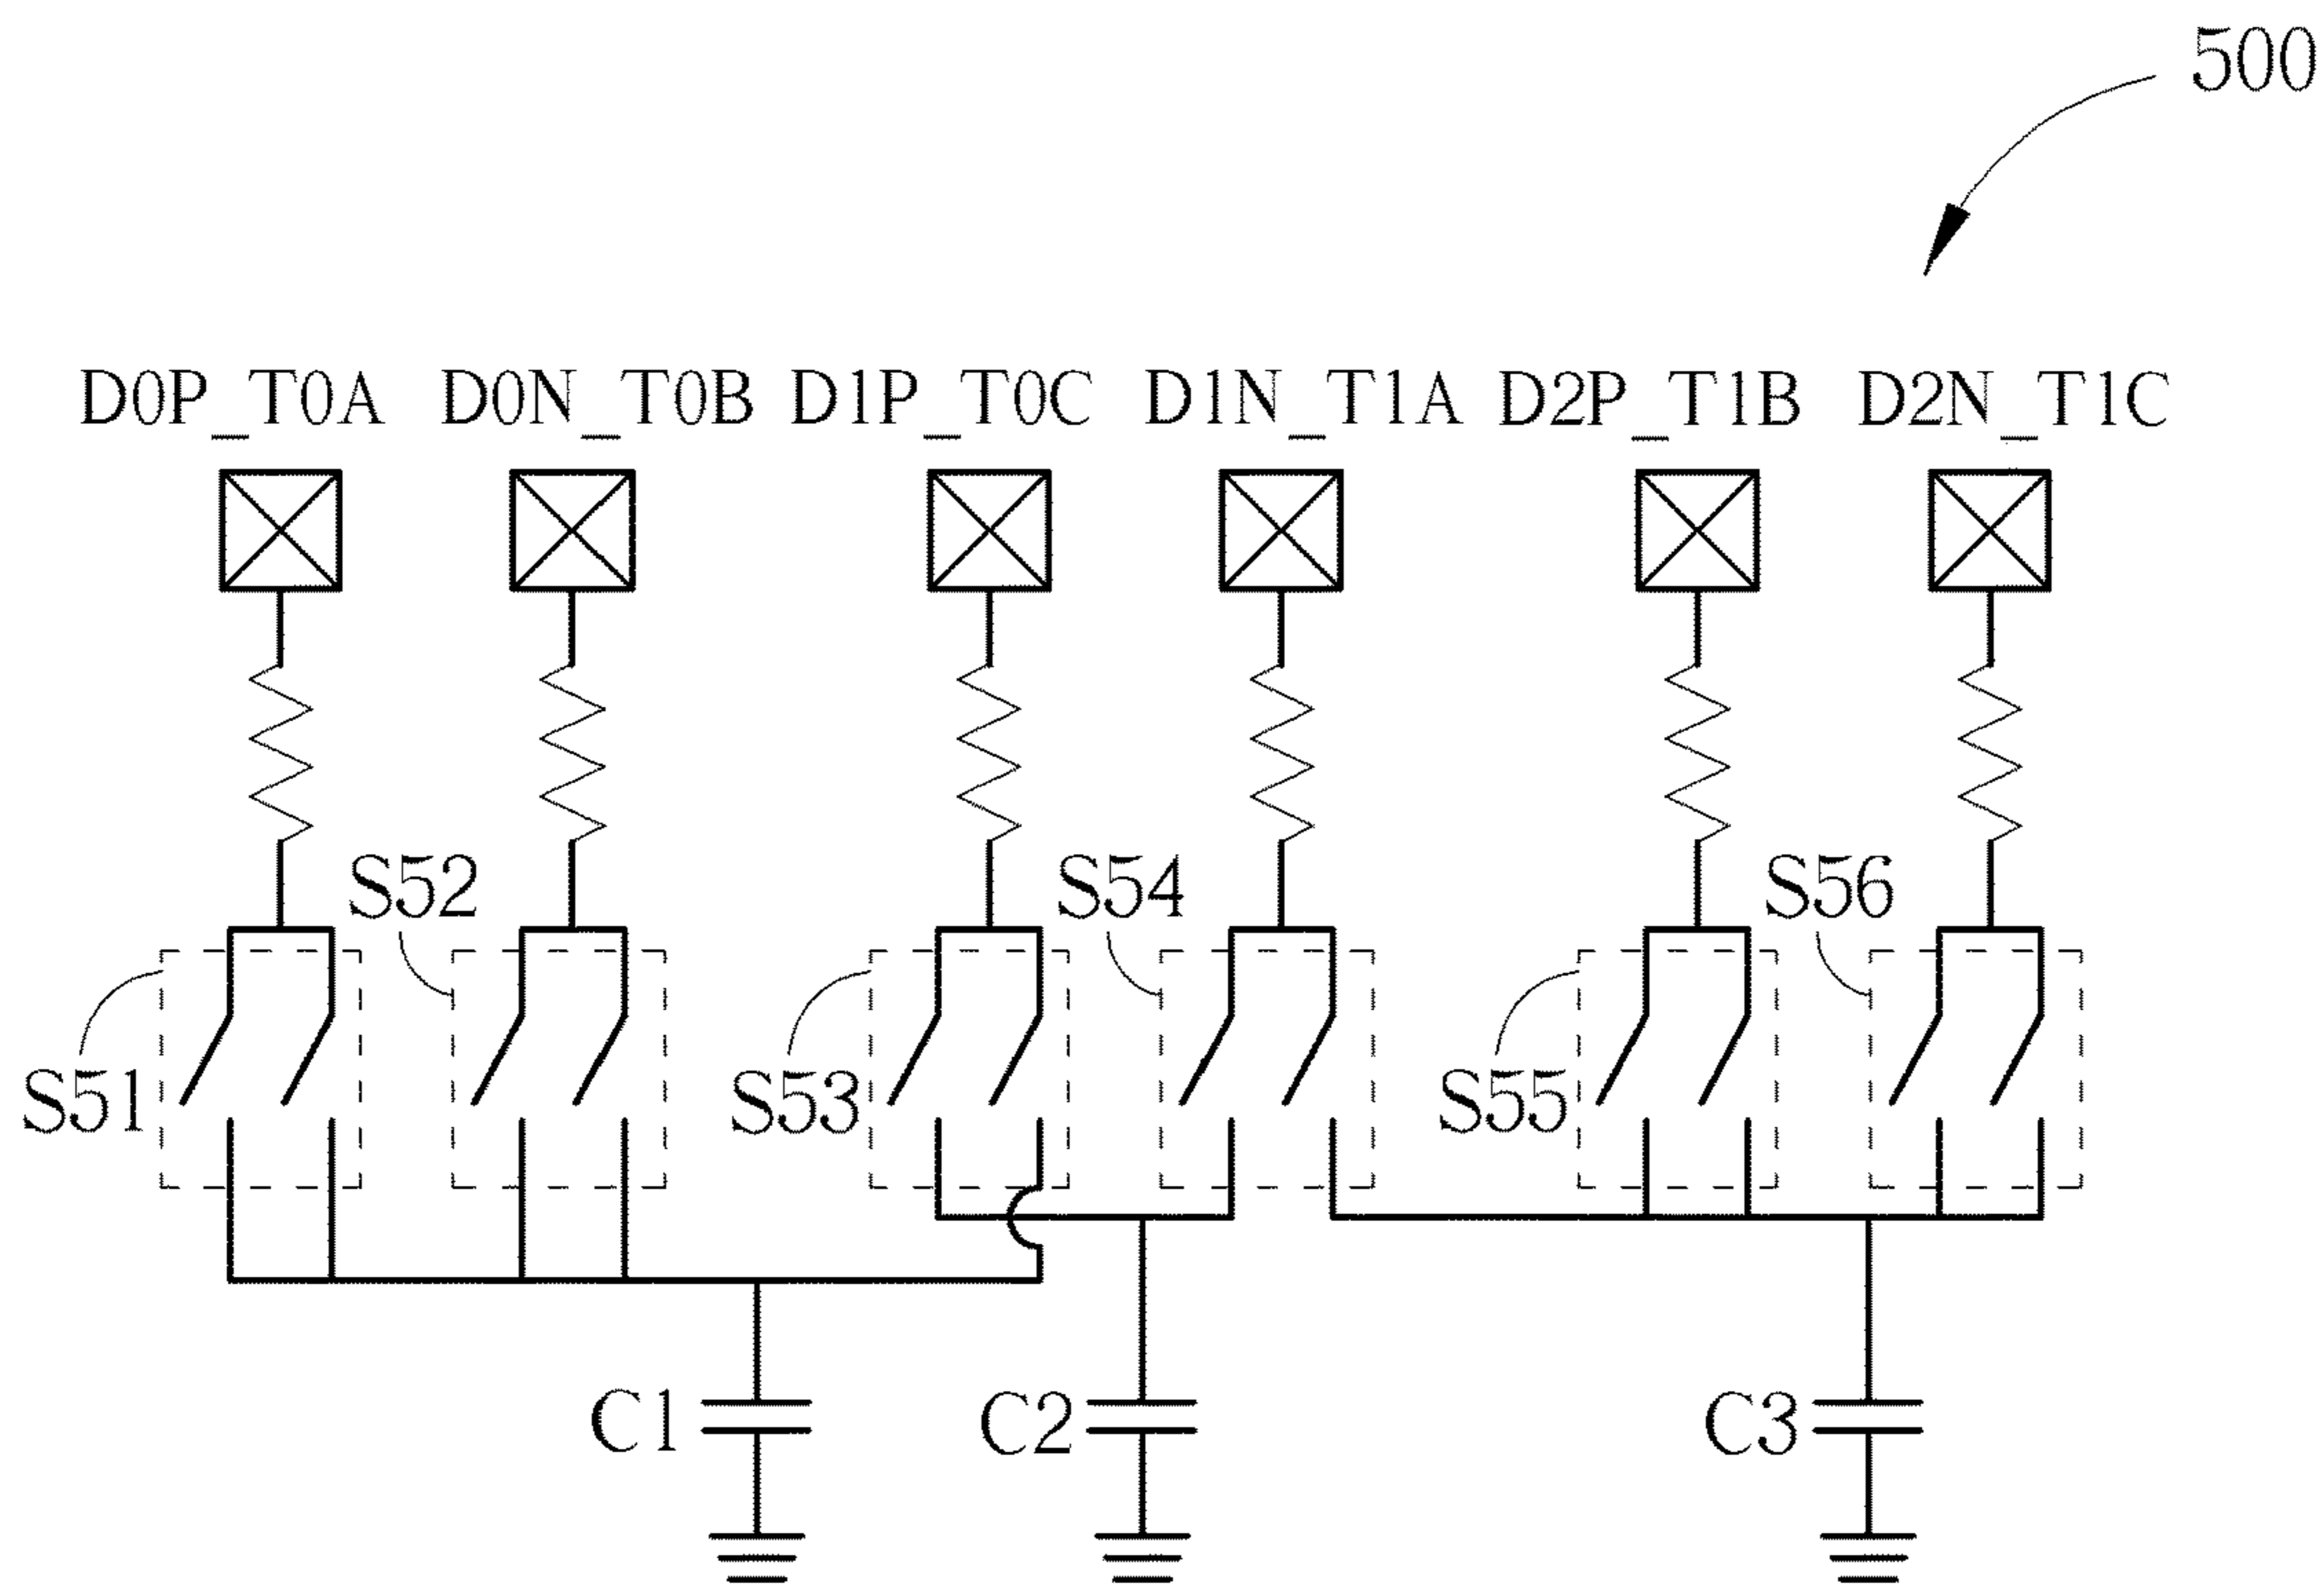 500
D0P_T0A D0N_T0B D1P_T0C D1N_T1A D2P_T1B D2N_T1C
S52 S54 S56
S51 S53 S55
C1 C2 C3